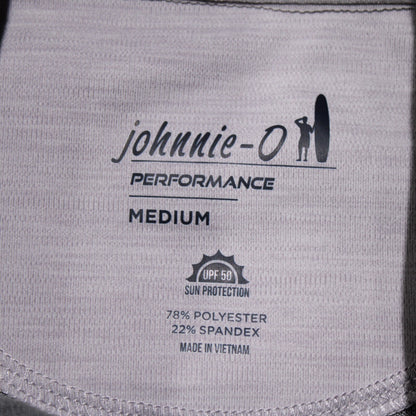 johnnie-O
PERFORMANCE
MEDIUM
UPF 50
SUN PROTECTION
78% POLYESTER
22% SPANDEX
MADE IN VIETNAM